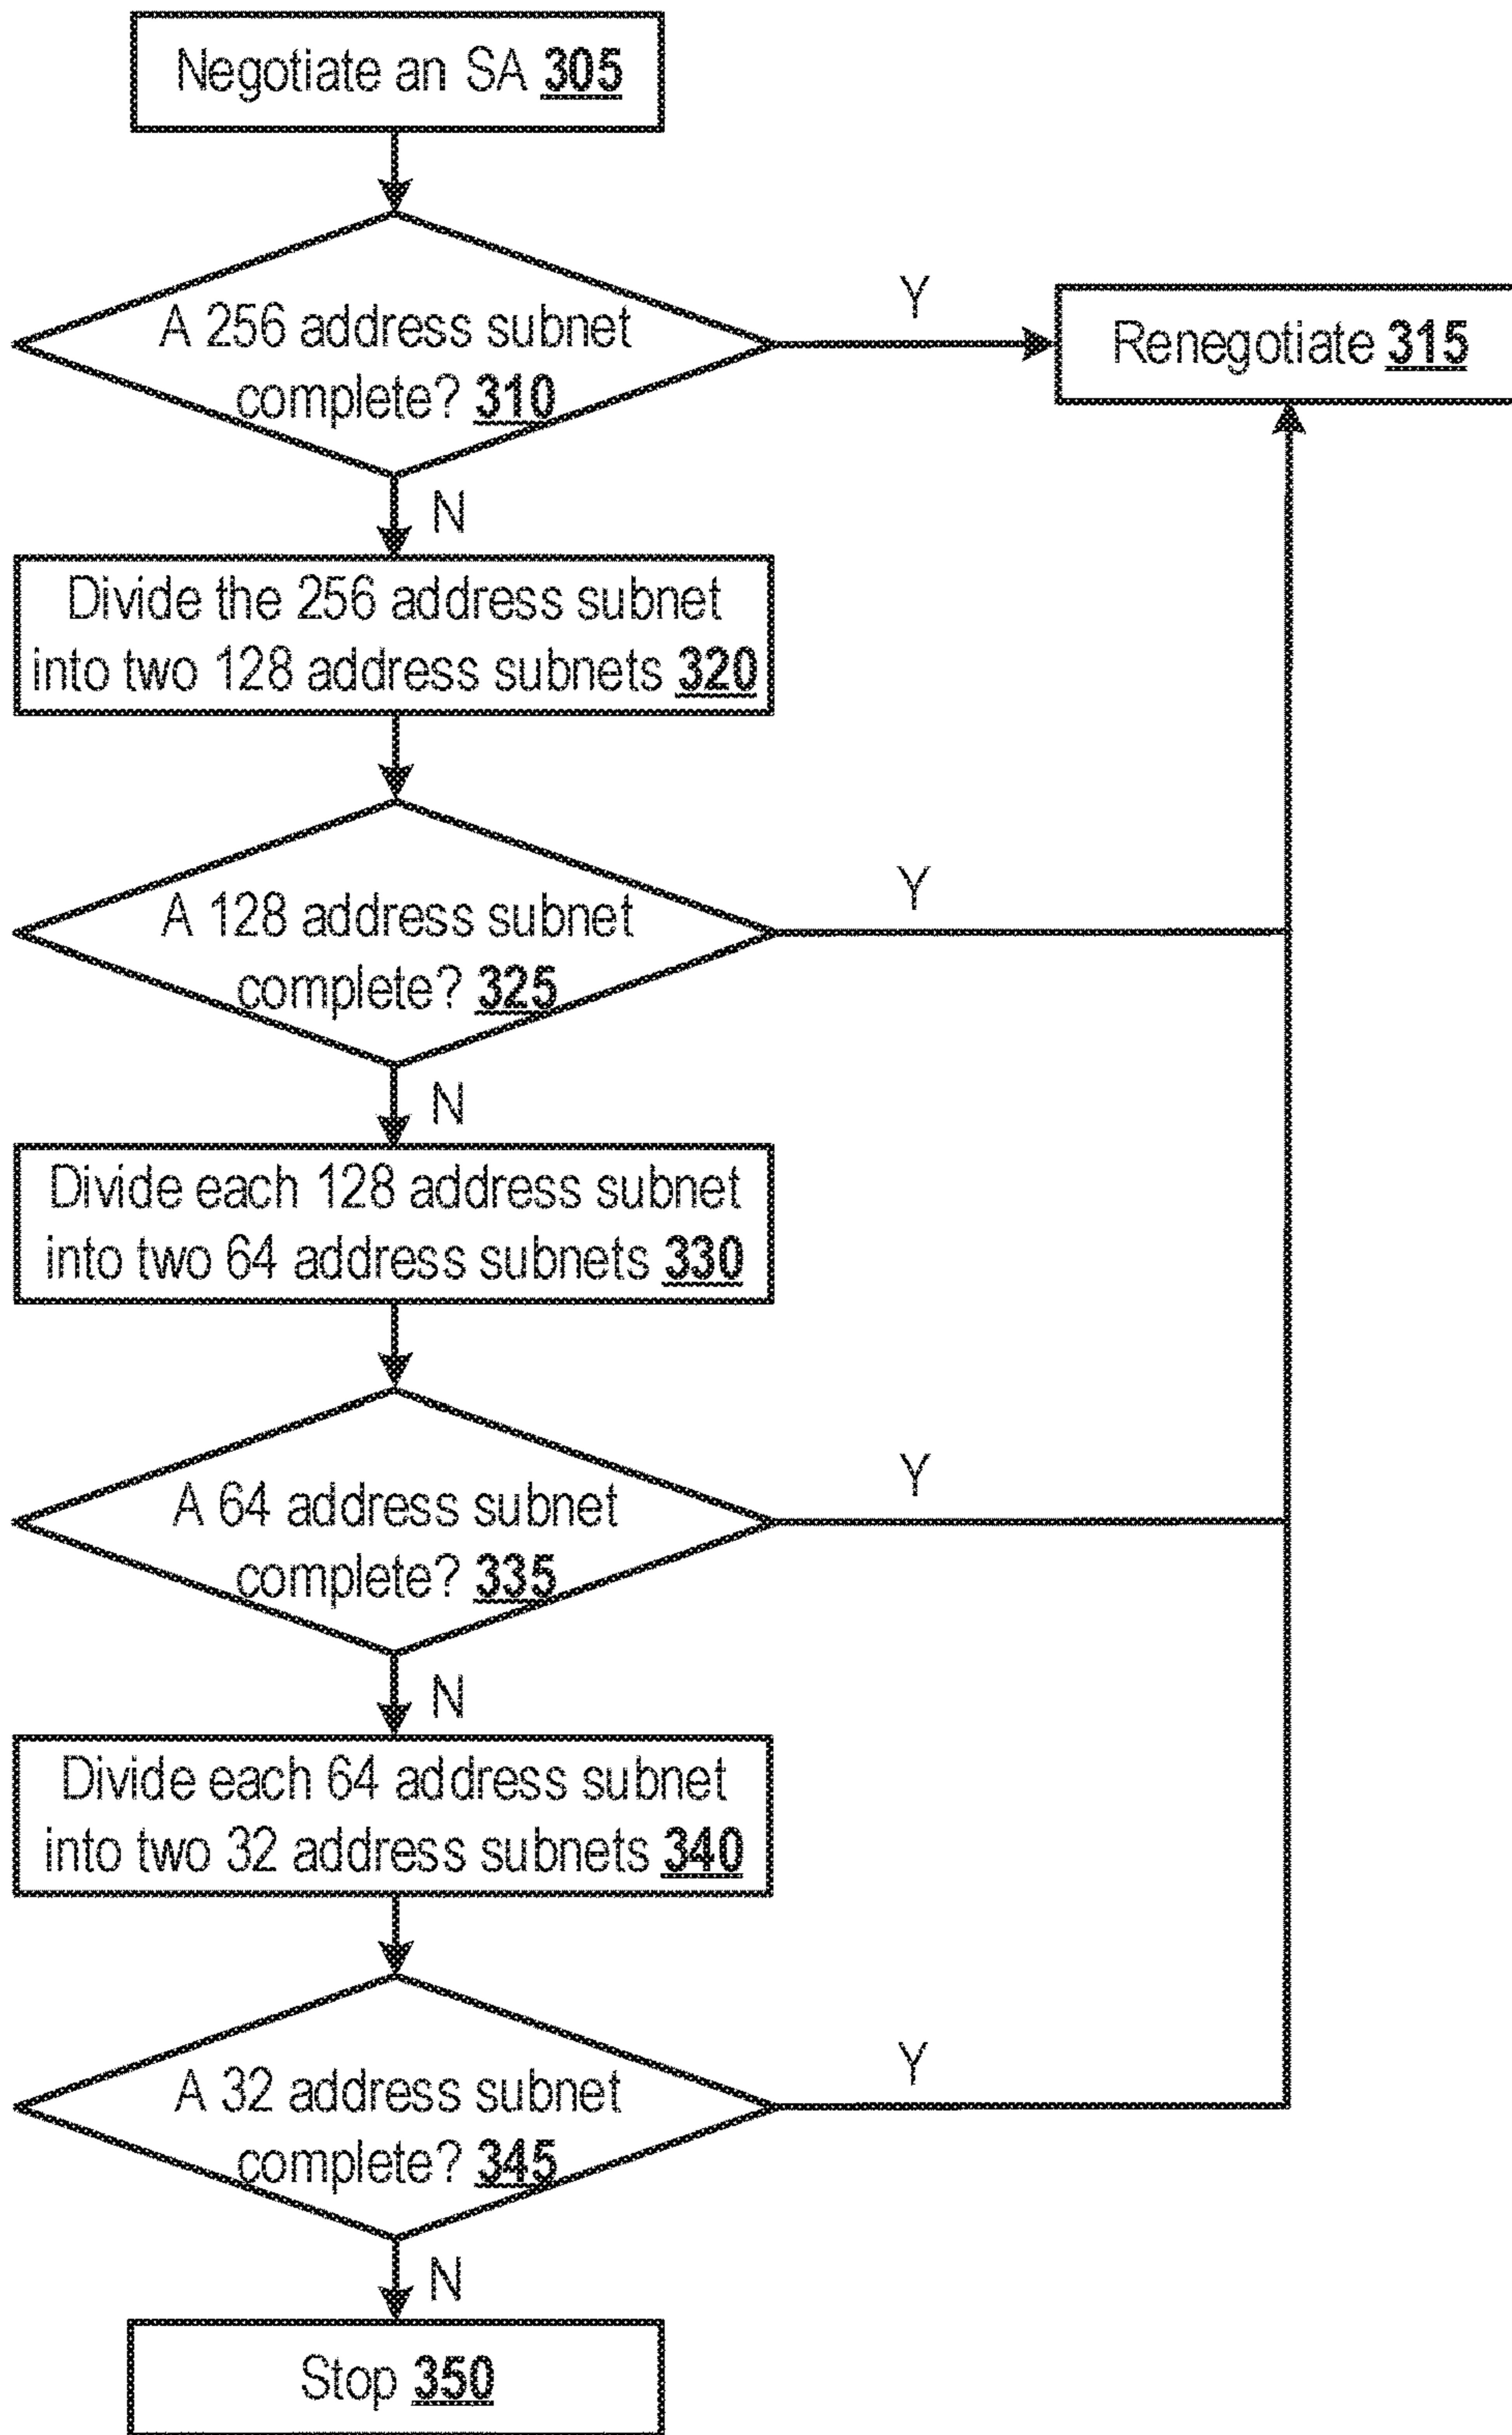 Negotiate an SA 305
A 256 address subnet
complete? 310
Y
Renegotiate 315
N
Divide the 256 address subnet
into two 128 address subnets 320
A 128 address subnet
complete? 325
Y
N
Divide each 128 address subnet
into two 64 address subnets 330
A 64 address subnet
complete? 335
Y
N
Divide each 64 address subnet
into two 32 address subnets 340
A 32 address subnet
complete? 345
Y
N
Stop 350